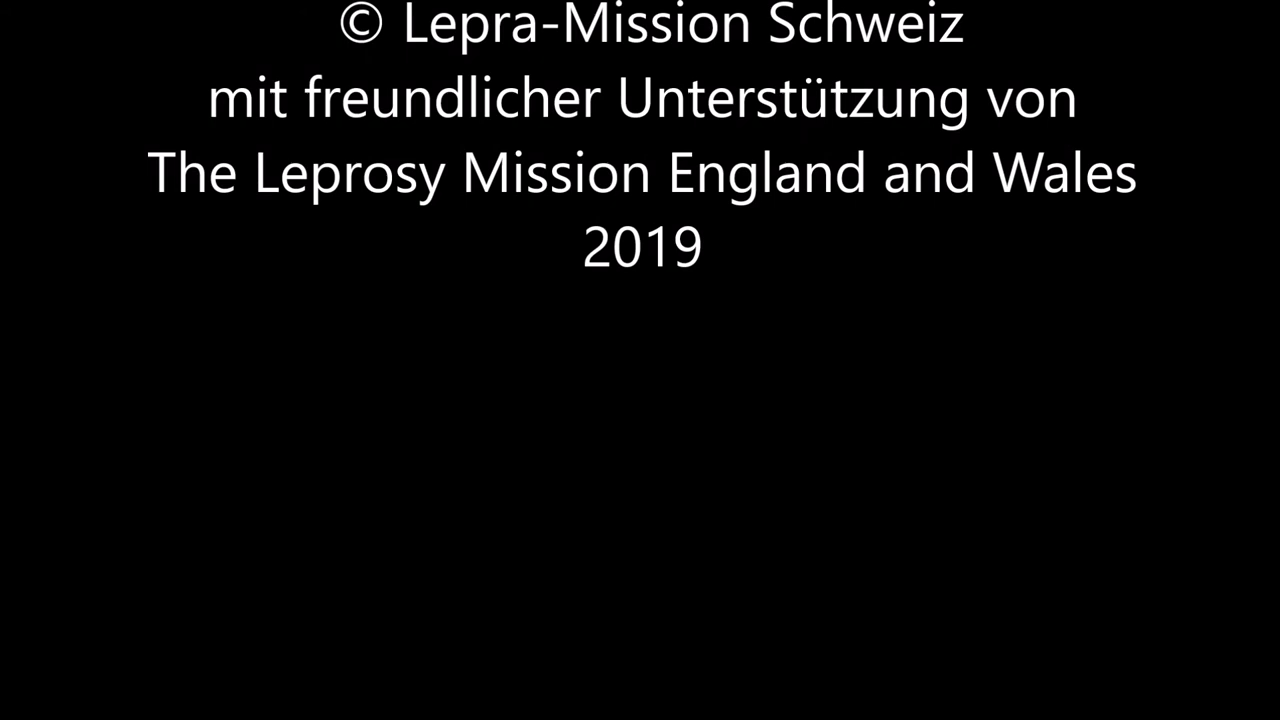 © Lepra-Mission Schweiz
mit freundlicher Unterstützung von
The Leprosy Mission England and Wales
2019